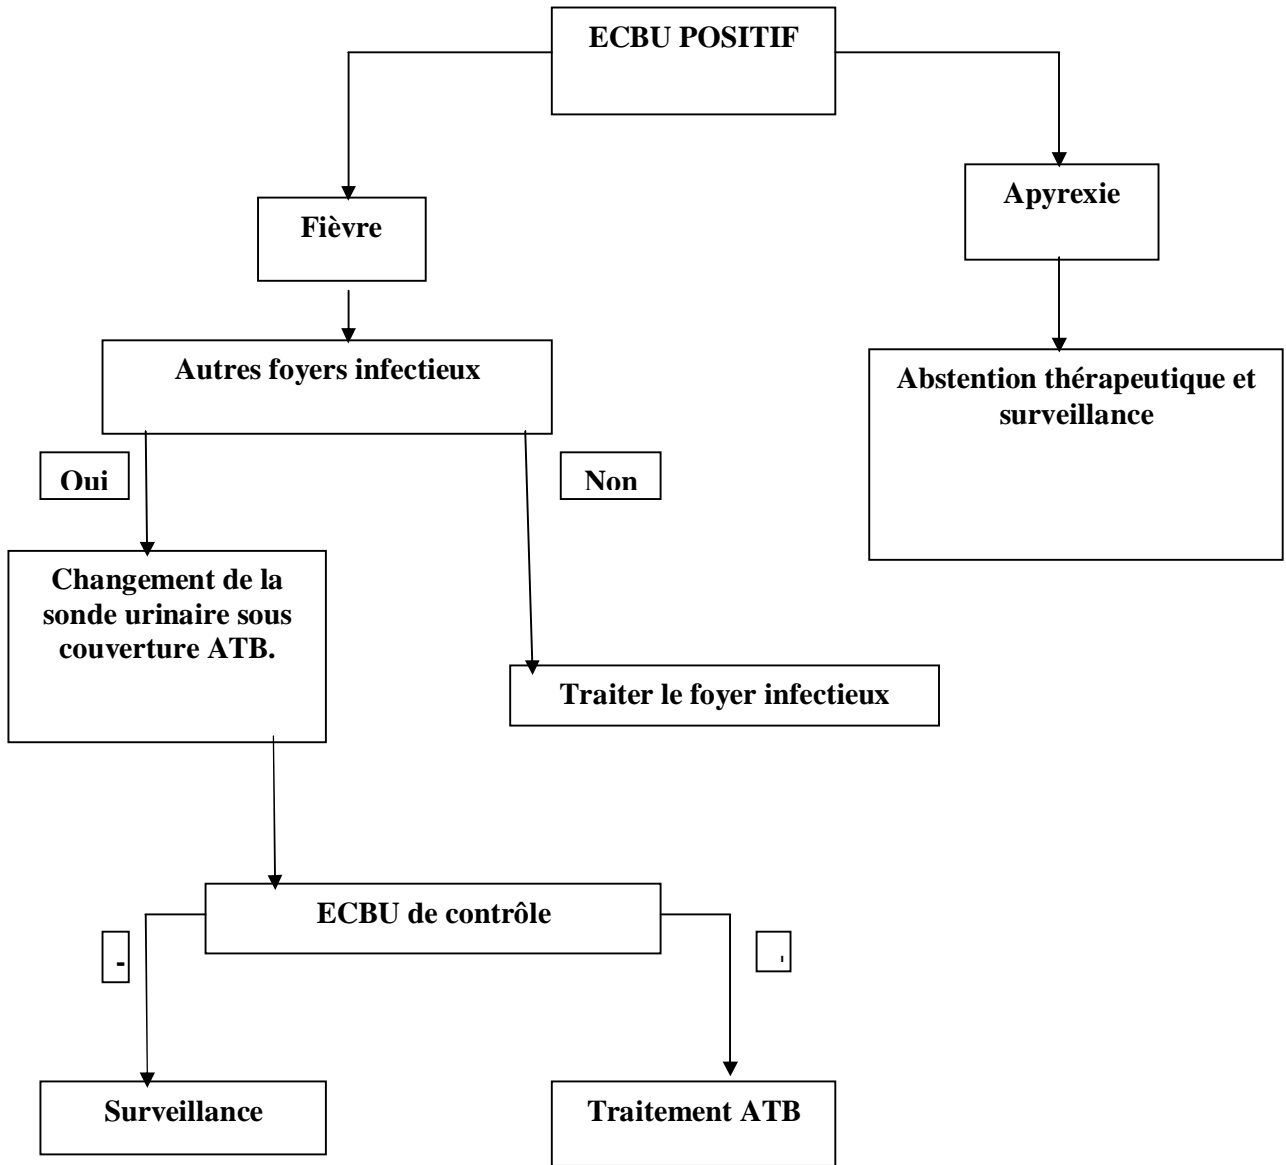 ECBU POSITIF
Fièvre
Apyrexie
Autres foyers infectieux
Abstention thérapeutique et
surveillance
Oui
Non
Changement de la
sonde urinaire sous
couverture ATB.
Traiter le foyer infectieux
ECBU de contrôle
-
Surveillance
Traitement ATB